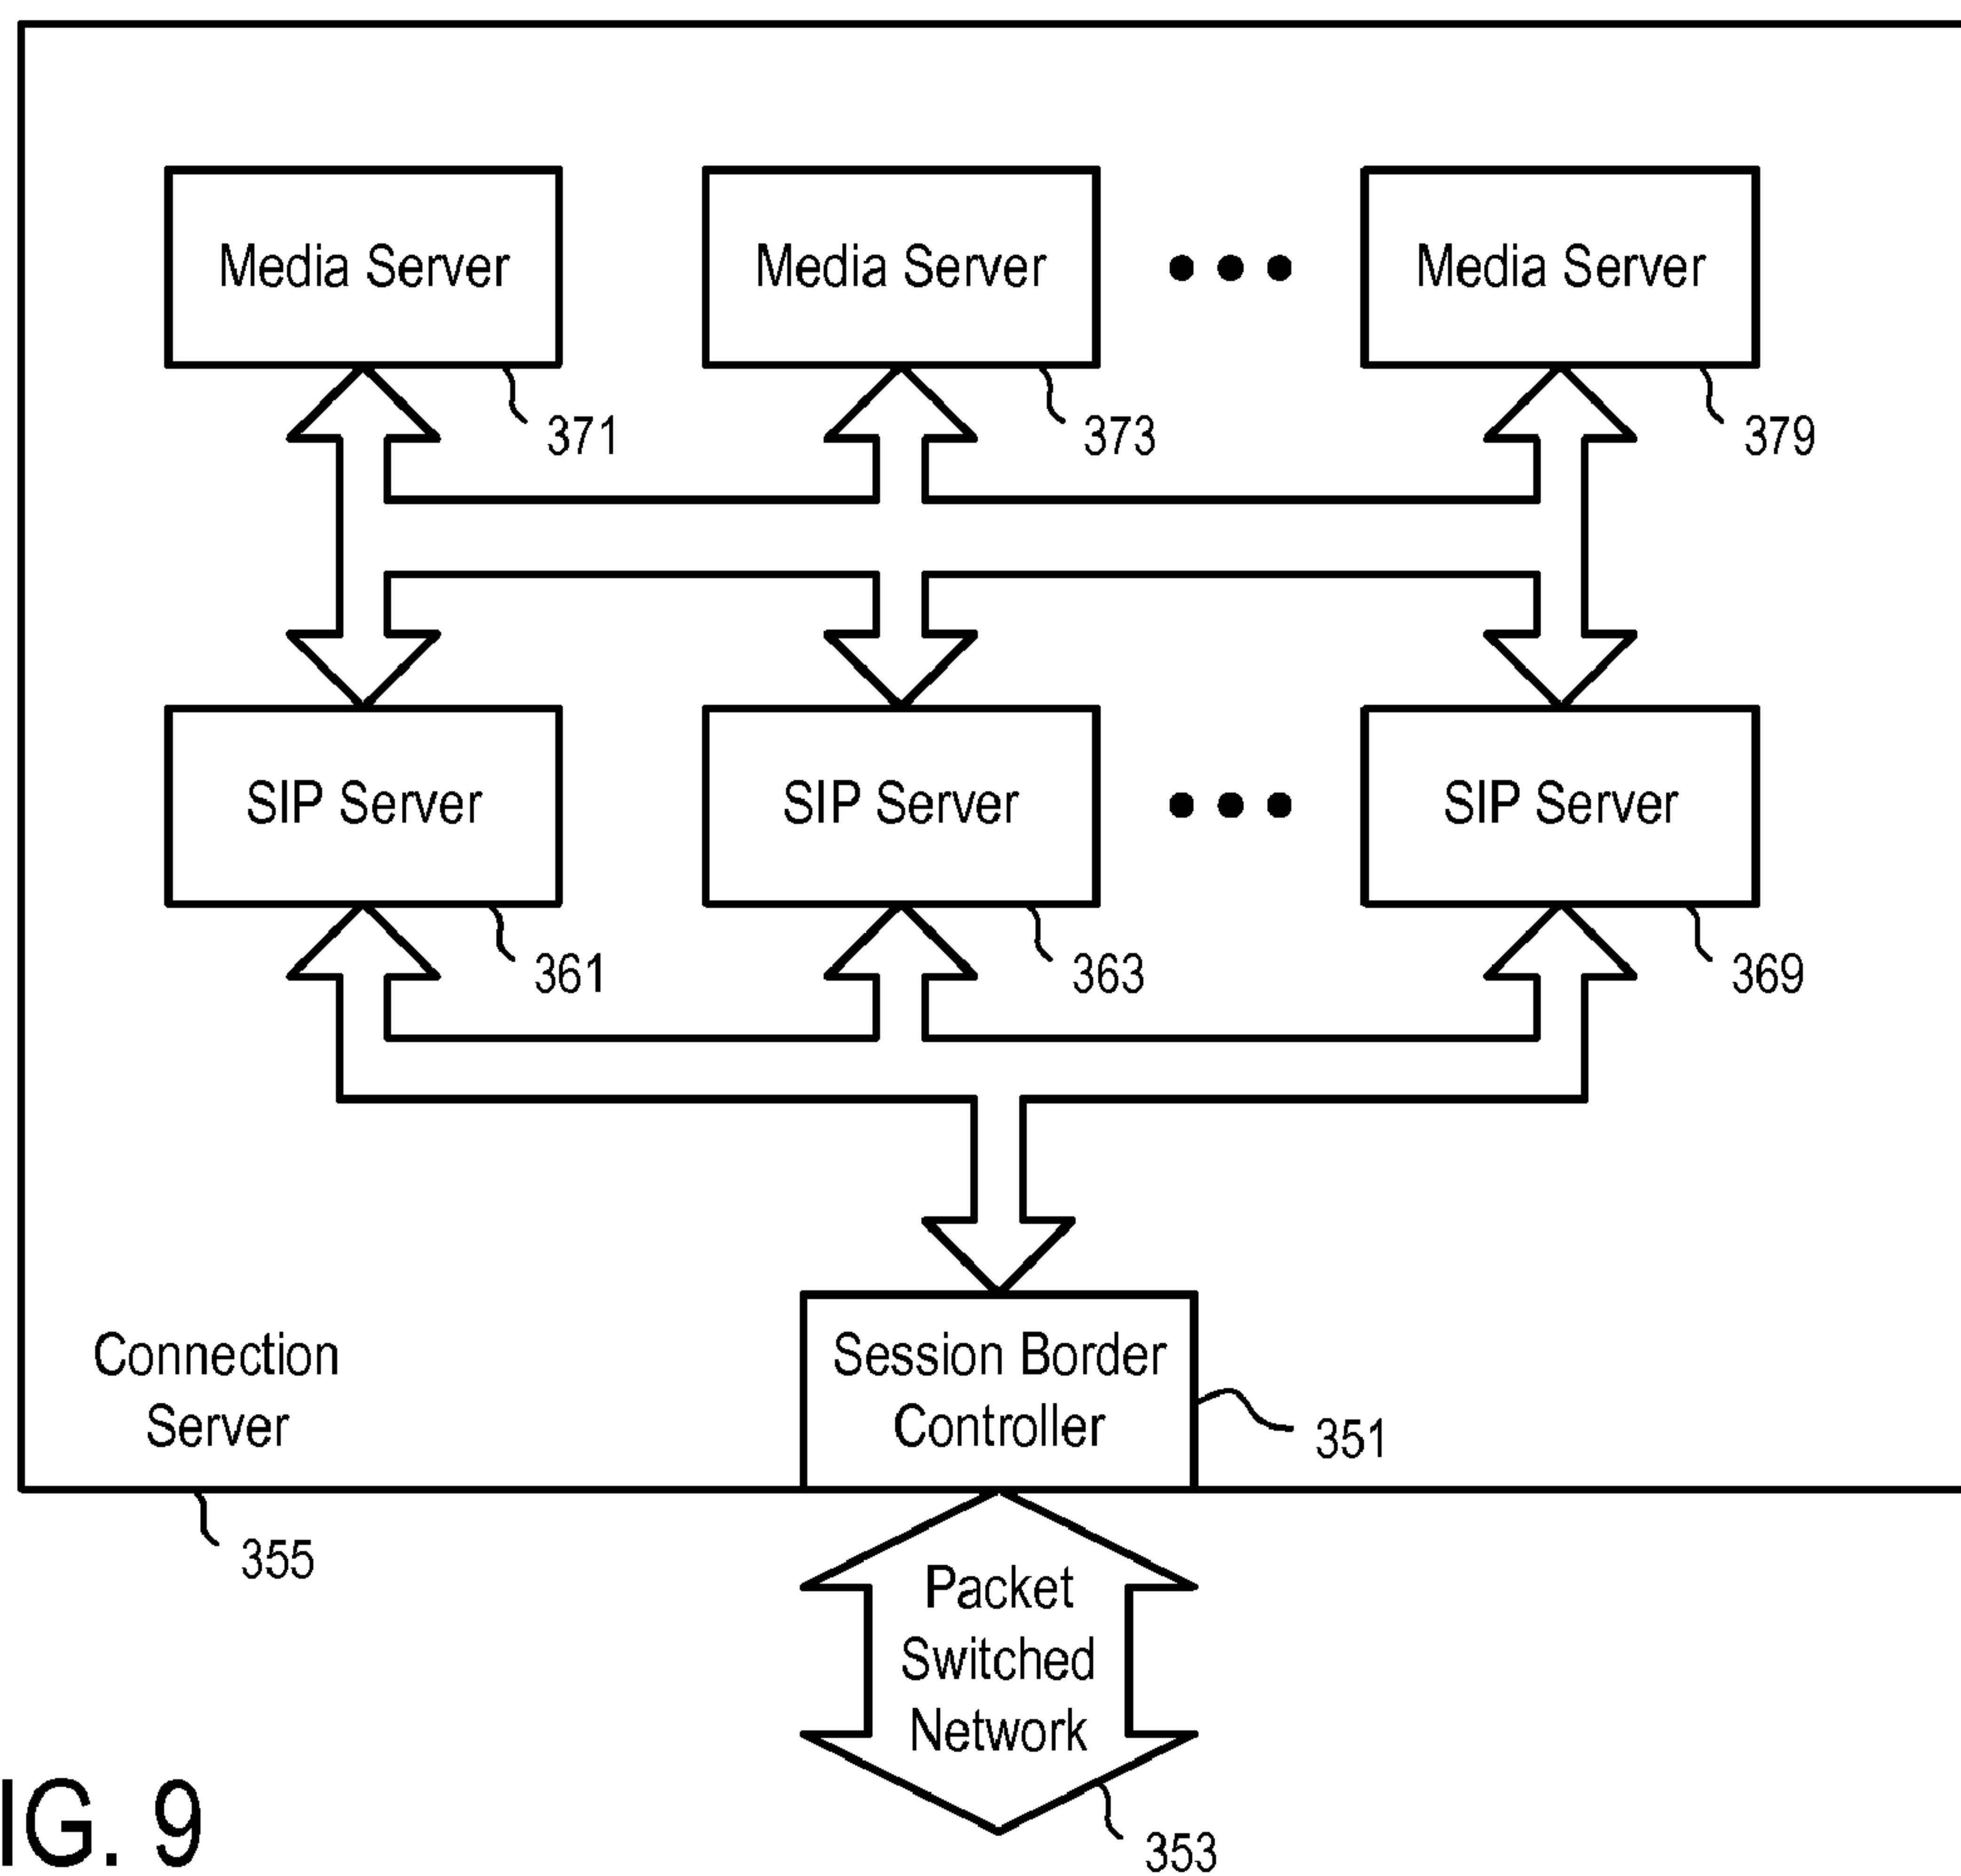 Media Server
Media Server
Media Server
371
373
379
SIP Server
SIP Server
SIP Server
361
363
369
Connection
Server
Session Border
Controller
351
355
Packet
Switched
Network
353
IG. 9